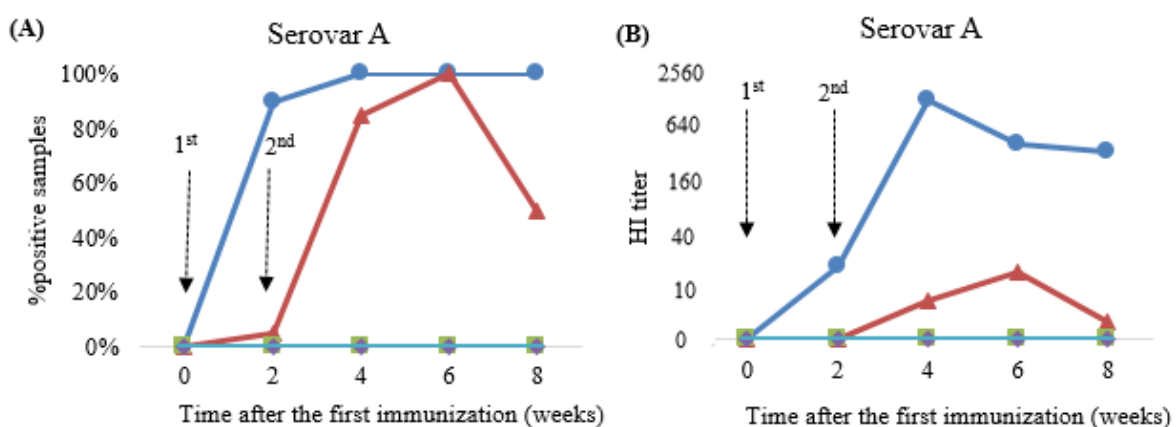 (A)
Serovar A
%positive samples
100%
80%
60%
40%
20%
0%
1st
2nd
0 2 4 6 8
Time after the first immunization (weeks)
(B)
Serovar A
HI titer
2560
640
160
40
10
0
1st
2nd
0 2 4 6 8
Time after the first immunization (weeks)